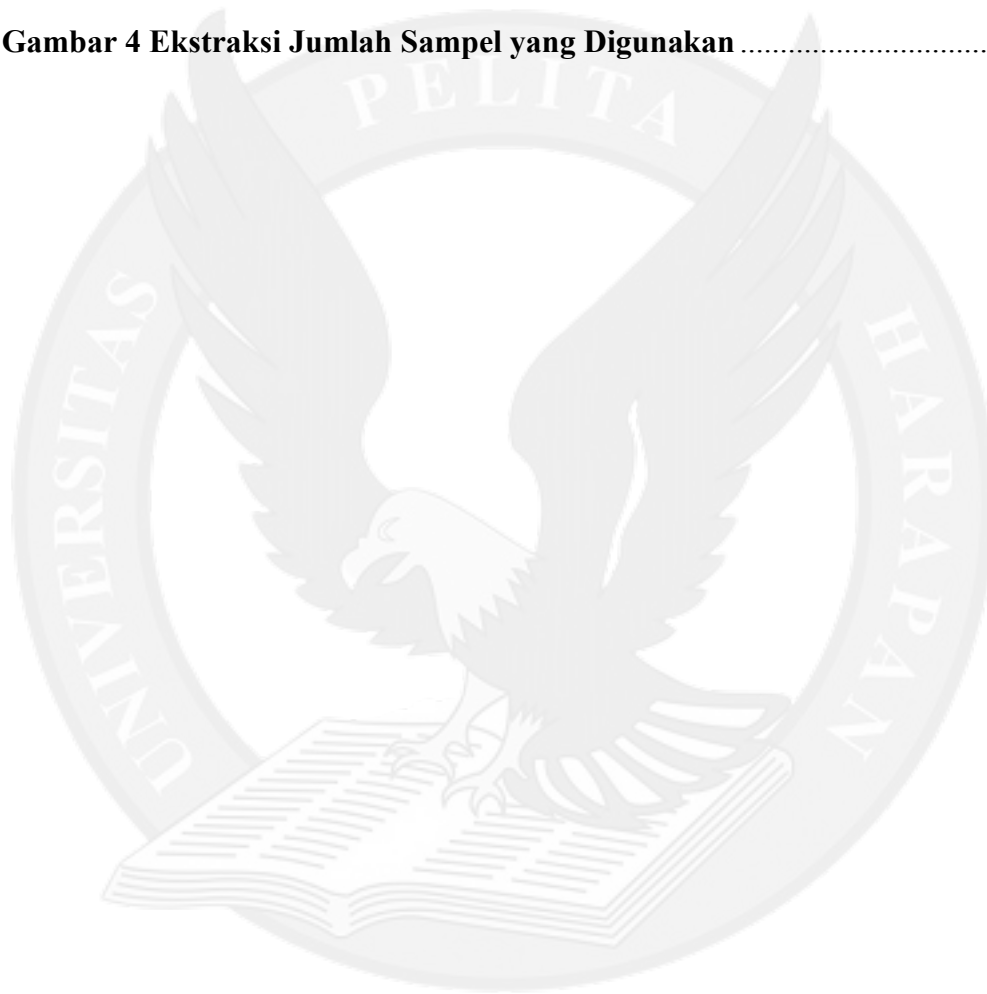 Gambar 4 Ekstraksi Jumlah Sampel yang Digunakan .................................
PELITA
UNIVERSITAS
HARAPAN